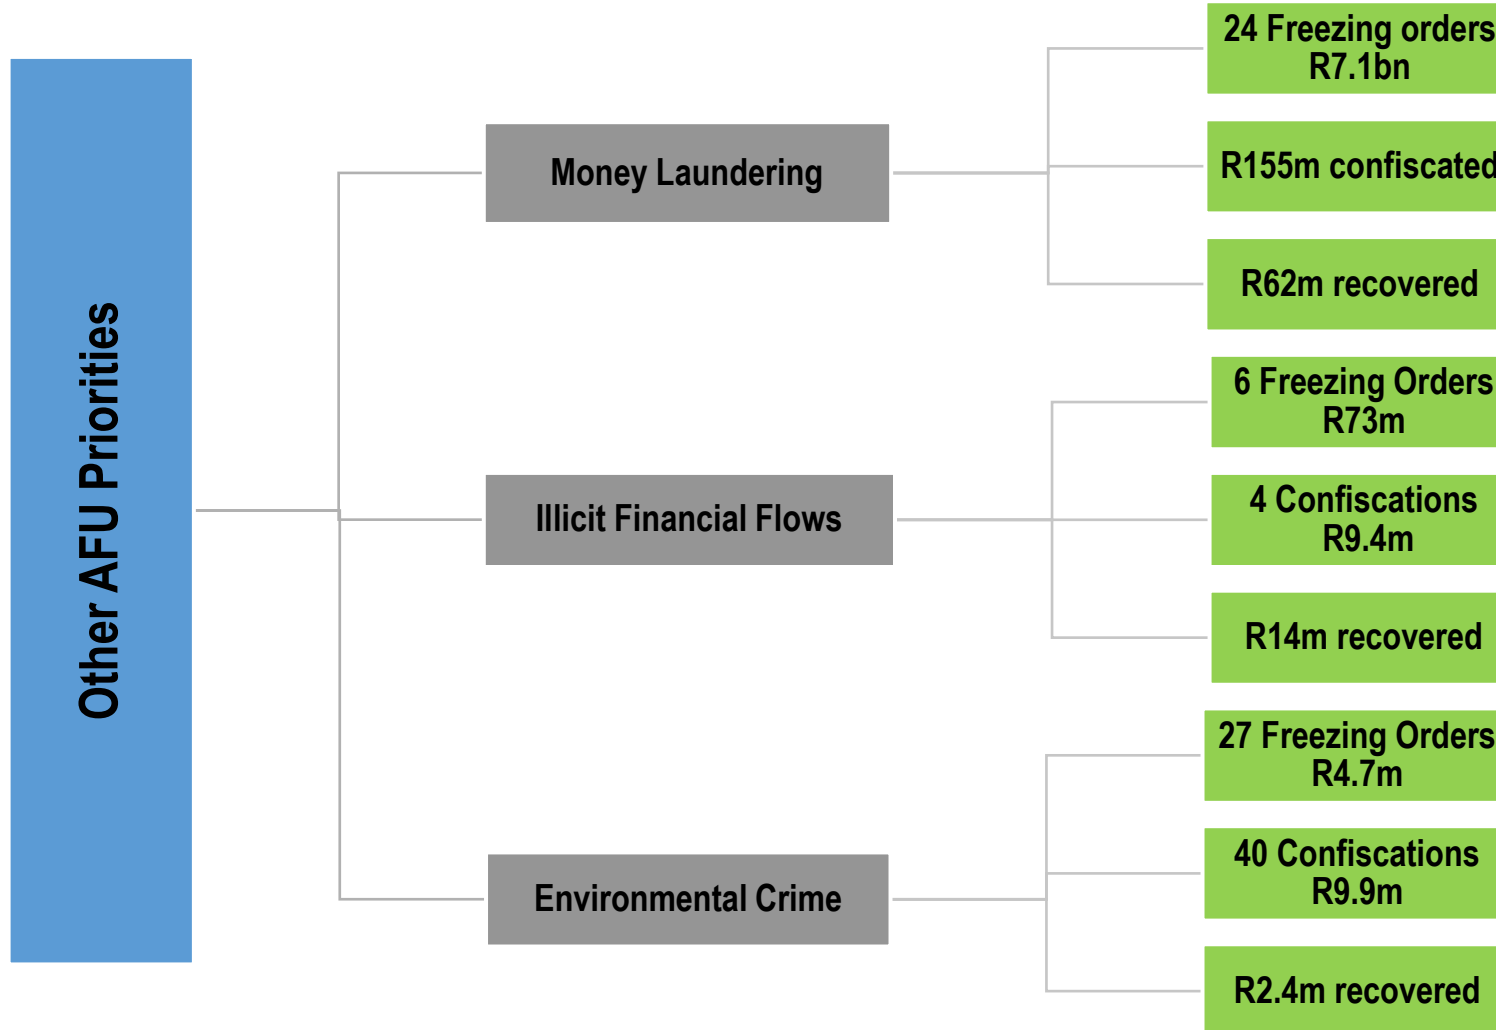 Other AFU Priorities
Money Laundering
24 Freezing orders
R7.1bn
R155m confiscated
R62m recovered
Illicit Financial Flows
6 Freezing Orders
R73m
4 Confiscations
R9.4m
R14m recovered
Environmental Crime
27 Freezing Orders
R4.7m
40 Confiscations
R9.9m
R2.4m recovered